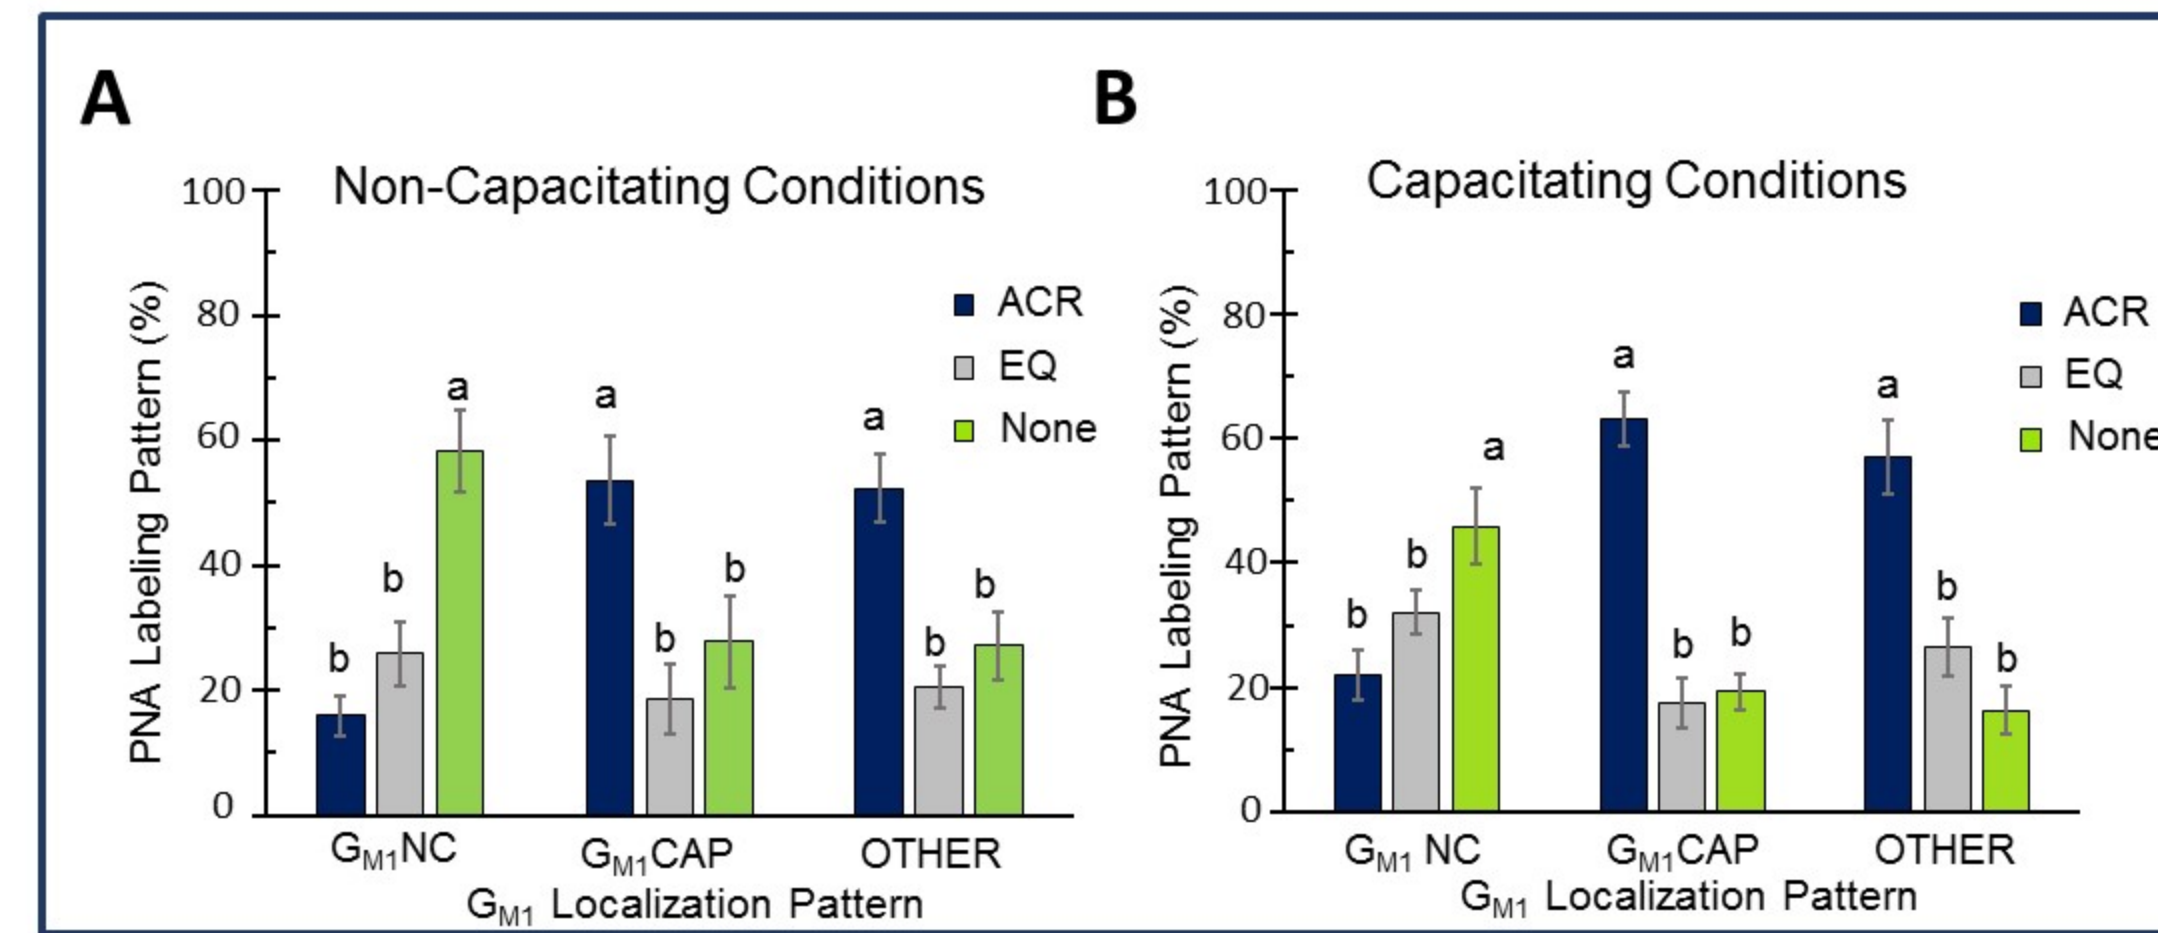 A
Non-Capacitating Conditions
PNA Labeling Pattern (%)
100
80
60
40
20
0
ACR
EQ
None
b
b
a
a
b
b
a
b
b
GM1NC
GM1CAP
OTHER
GM1 Localization Pattern
B
Capacitating Conditions
PNA Labeling Pattern (%)
100
80
60
40
20
0
ACR
EQ
None
b
b
a
a
b
b
a
b
b
GM1 NC
GM1CAP
OTHER
GM1 Localization Pattern